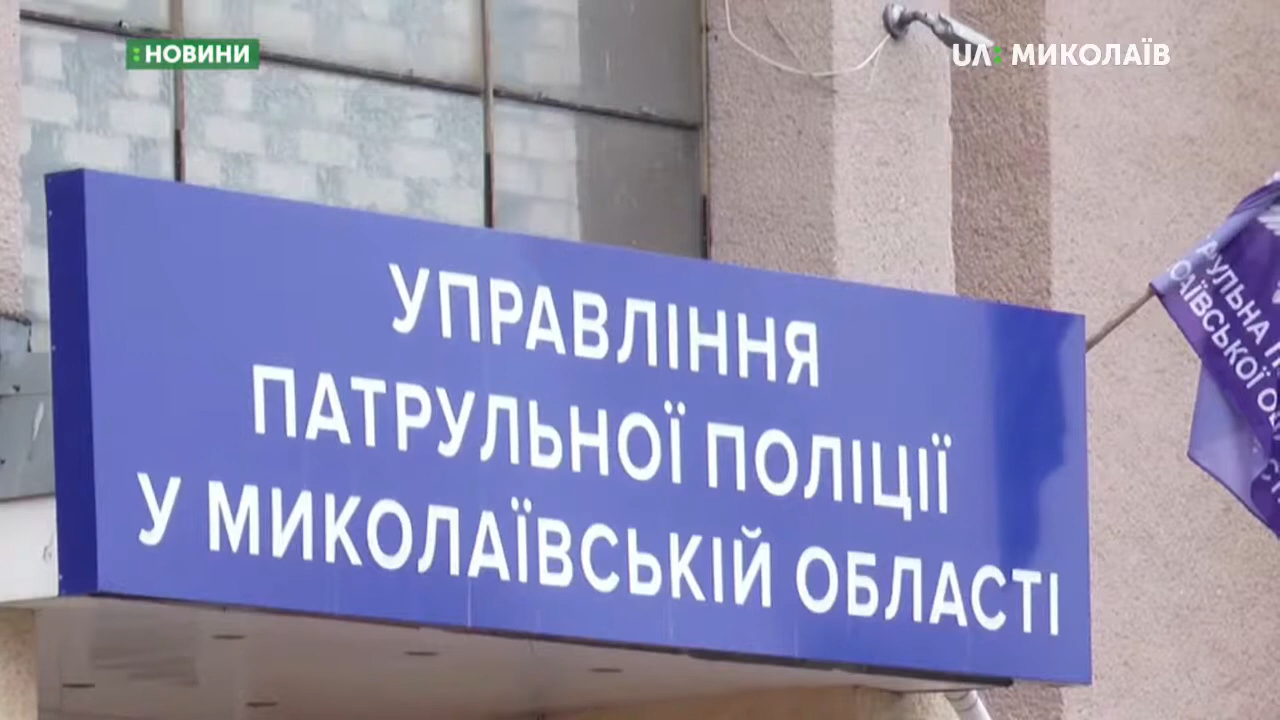 :НОВИНИ
UA: МИКОЛАЇВ
УПРАВЛІННЯ
ПАТРУЛЬНОЇ ПОЛІЦІЇ
У МИКОЛАЇВСЬКІЙ ОБЛАСТІ